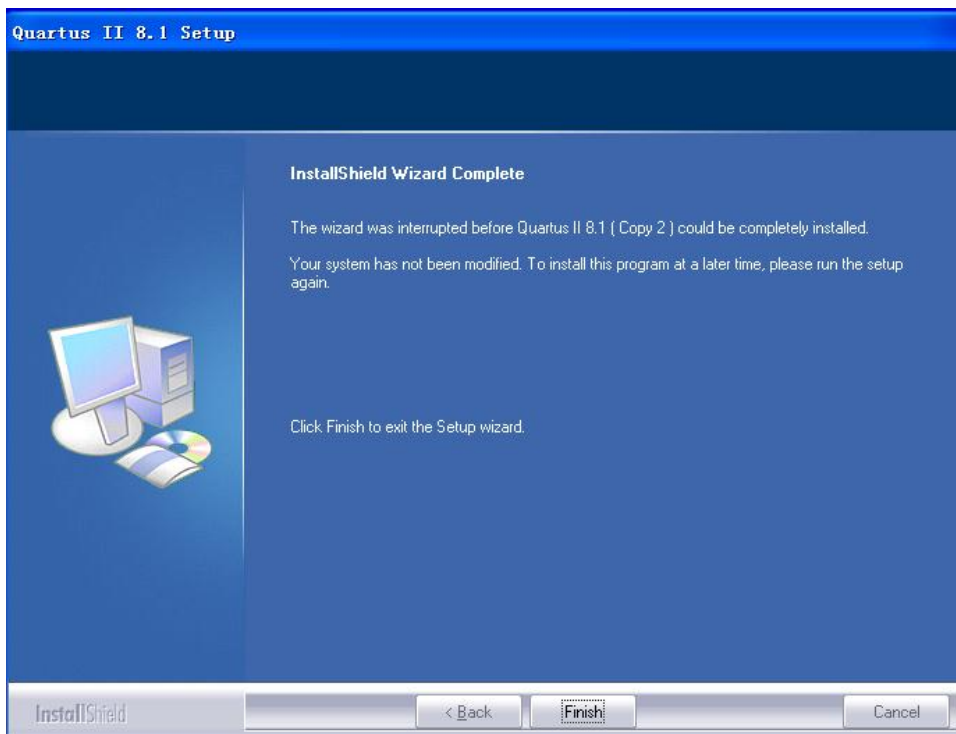 Quartus II 8.1 Setup
InstallShield Wizard Complete
The wizard was interrupted before Quartus II 8.1 ( Copy 2 ) could be completely installed.
Your system has not been modified. To install this program at a later time, please run the setup
again.
Click Finish to exit the Setup wizard.
InstallShield
< Back
Finish
Cancel